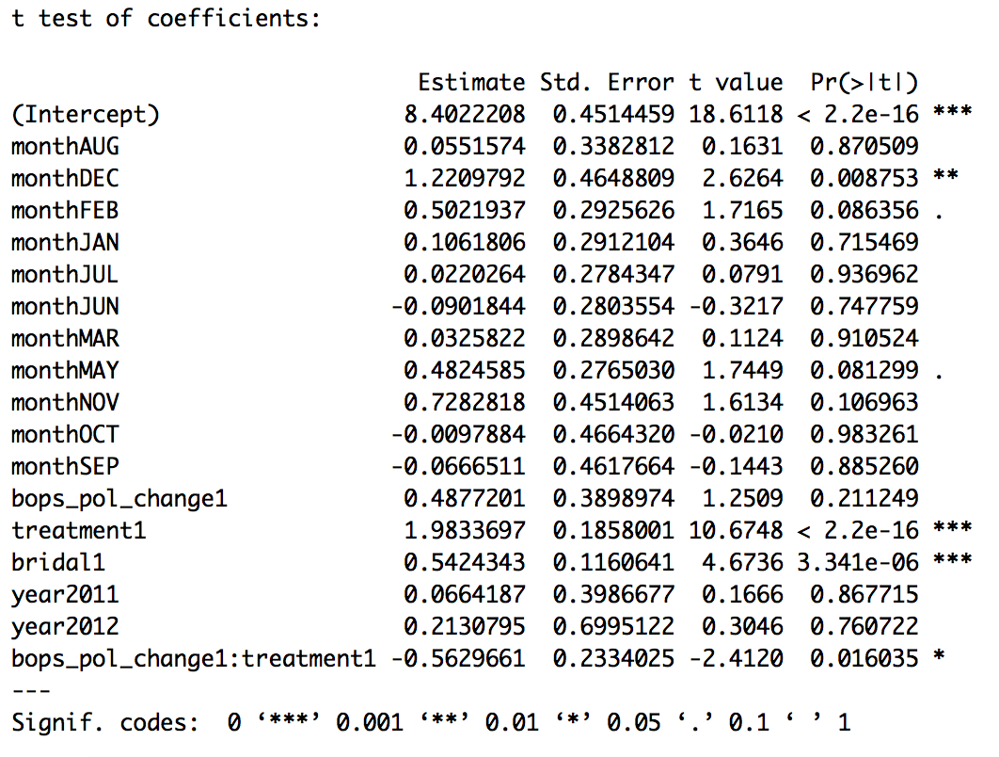 t test of coefficients:
Estimate Std. Error t value Pr(>|t|)
(Intercept) 8.4022208 0.4514459 18.6118 < 2.2e-16 ***
monthAUG 0.0551574 0.3382812 0.1631 0.870509
monthDEC 1.2209792 0.4648809 2.6264 0.008753 **
monthFEB 0.5021937 0.2925626 1.7165 0.086356 .
monthJAN 0.1061806 0.2912104 0.3646 0.715469
monthJUL 0.0220264 0.2784347 0.0791 0.936962
monthJUN -0.0901844 0.2803554 -0.3217 0.747759
monthMAR 0.0325822 0.2898642 0.1124 0.910524
monthMAY 0.4824585 0.2765030 1.7449 0.081299 .
monthNOV 0.7282818 0.4514063 1.6134 0.106963
monthOCT -0.0097884 0.4664320 -0.0210 0.983261
monthSEP -0.0666511 0.4617664 -0.1443 0.885260
bops_pol_change1 0.4877201 0.3898974 1.2509 0.211249
treatment1 1.9833697 0.1858001 10.6748 < 2.2e-16 ***
bridal1 0.5424343 0.1160641 4.6736 3.341e-06 ***
year2011 0.0664187 0.3986677 0.1666 0.867715
year2012 0.2130795 0.6995122 0.3046 0.760722
bops_pol_change1:treatment1 -0.5629661 0.2334025 -2.4120 0.016035 *
---
Signif. codes: 0 ‘***’ 0.001 ‘**’ 0.01 ‘*’ 0.05 ‘.’ 0.1 ‘ ’ 1